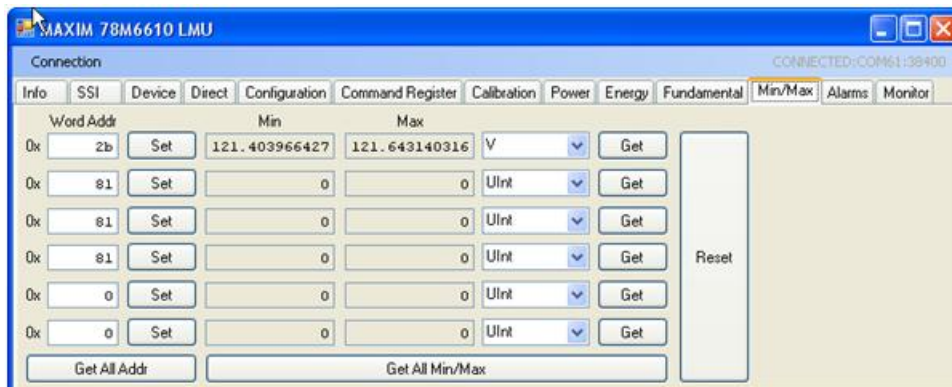 MAXIM 78M6610 LMU
Connection CONNECTED:COM61:38400
Info SSI Device Direct Configuration Command Register Calibration Power Energy Fundamental Min/Max Alarms Monitor
Word Addr Min Max
0x 2b Set 121.403966427 121.643140316 V Get
0x 81 Set 0 0 UInt Get
0x 81 Set 0 0 UInt Get
0x 81 Set 0 0 UInt Get Reset
0x 0 Set 0 0 UInt Get
0x 0 Set 0 0 UInt Get
Get All Addr Get All Min/Max